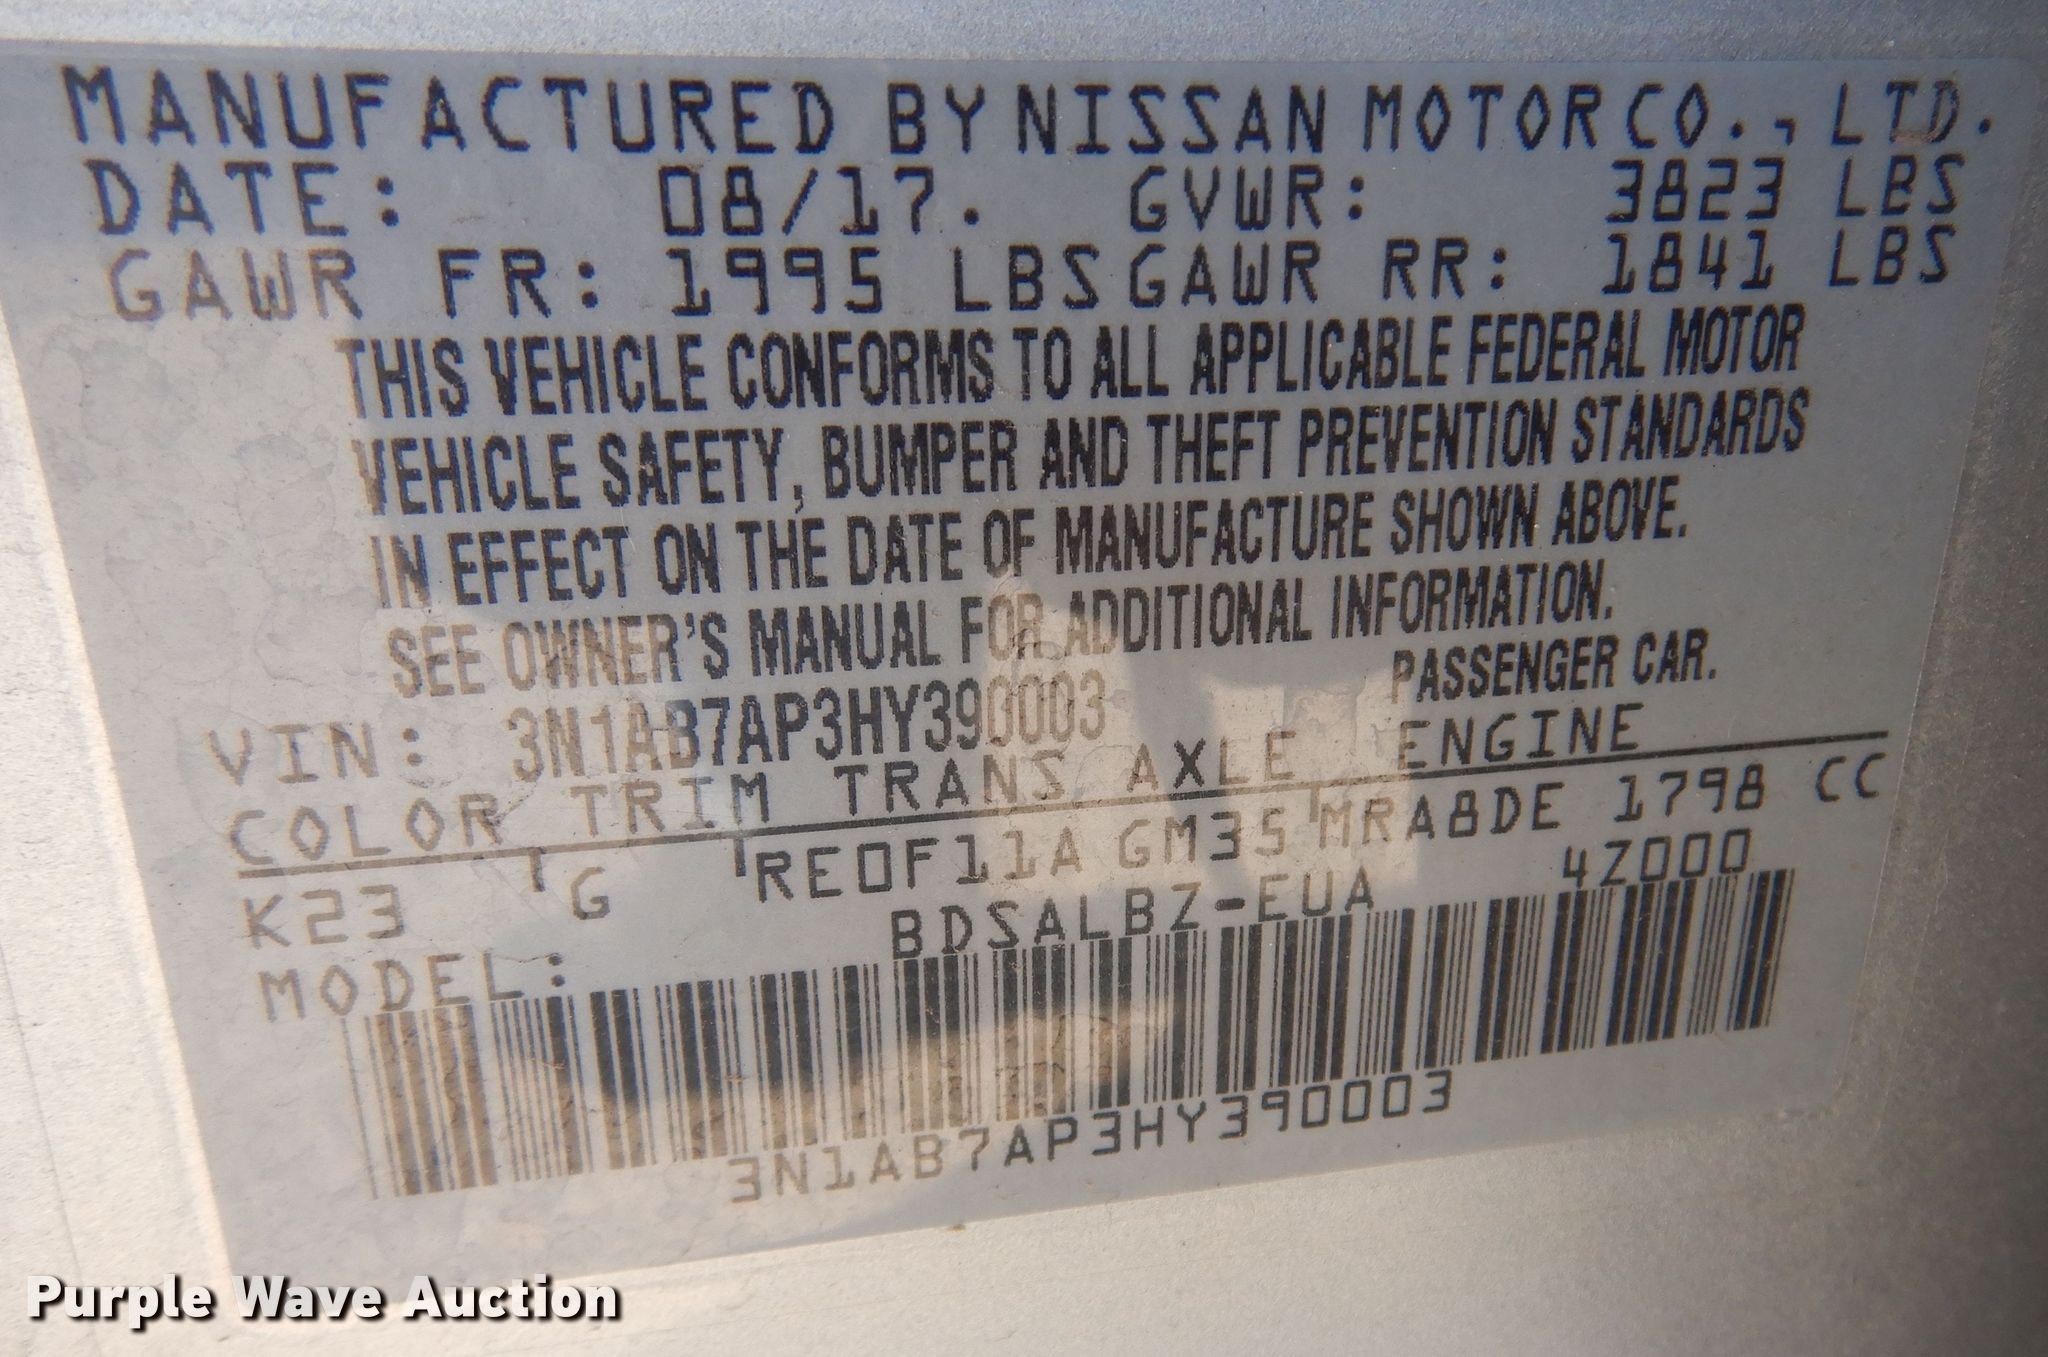 MANUFACTURED BY NISSAN MOTOR CO., LTD.
DATE: 08/17. GVWR: 3823 LBS
GAWR FR: 1995 LBS GAWR RR: 1841 LBS
THIS VEHICLE CONFORMS TO ALL APPLICABLE FEDERAL MOTOR
VEHICLE SAFETY, BUMPER AND THEFT PREVENTION STANDARDS
IN EFFECT ON THE DATE OF MANUFACTURE SHOWN ABOVE.
SEE OWNER'S MANUAL FOR ADDITIONAL INFORMATION.
VIN: 3N1AB7AP3HY390003 PASSENGER CAR.
COLOR TRIM TRANS AXLE ENGINE
K23 G RE0F11A GM35 MRA8DE 1798 CC
MODEL: BDSALBZ-EUA 4Z000
3N1AB7AP3HY390003
Purple Wave Auction